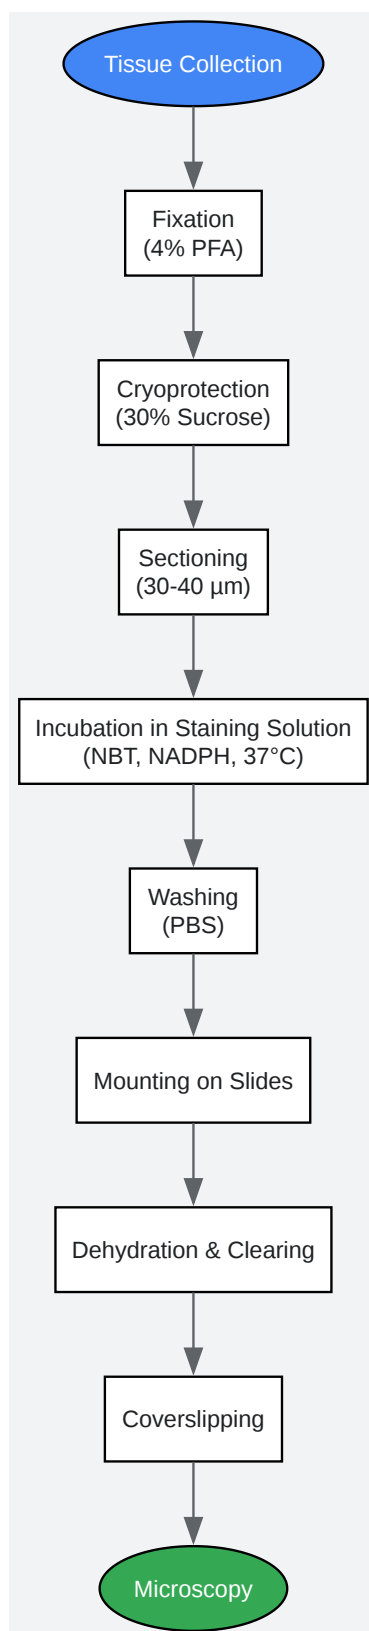 Tissue Collection
Fixation
(4% PFA)
Cryoprotection
(30% Sucrose)
Sectioning
(30-40 µm)
Incubation in Staining Solution
(NBT, NADPH, 37°C)
Washing
(PBS)
Mounting on Slides
Dehydration & Clearing
Coverslipping
Microscopy